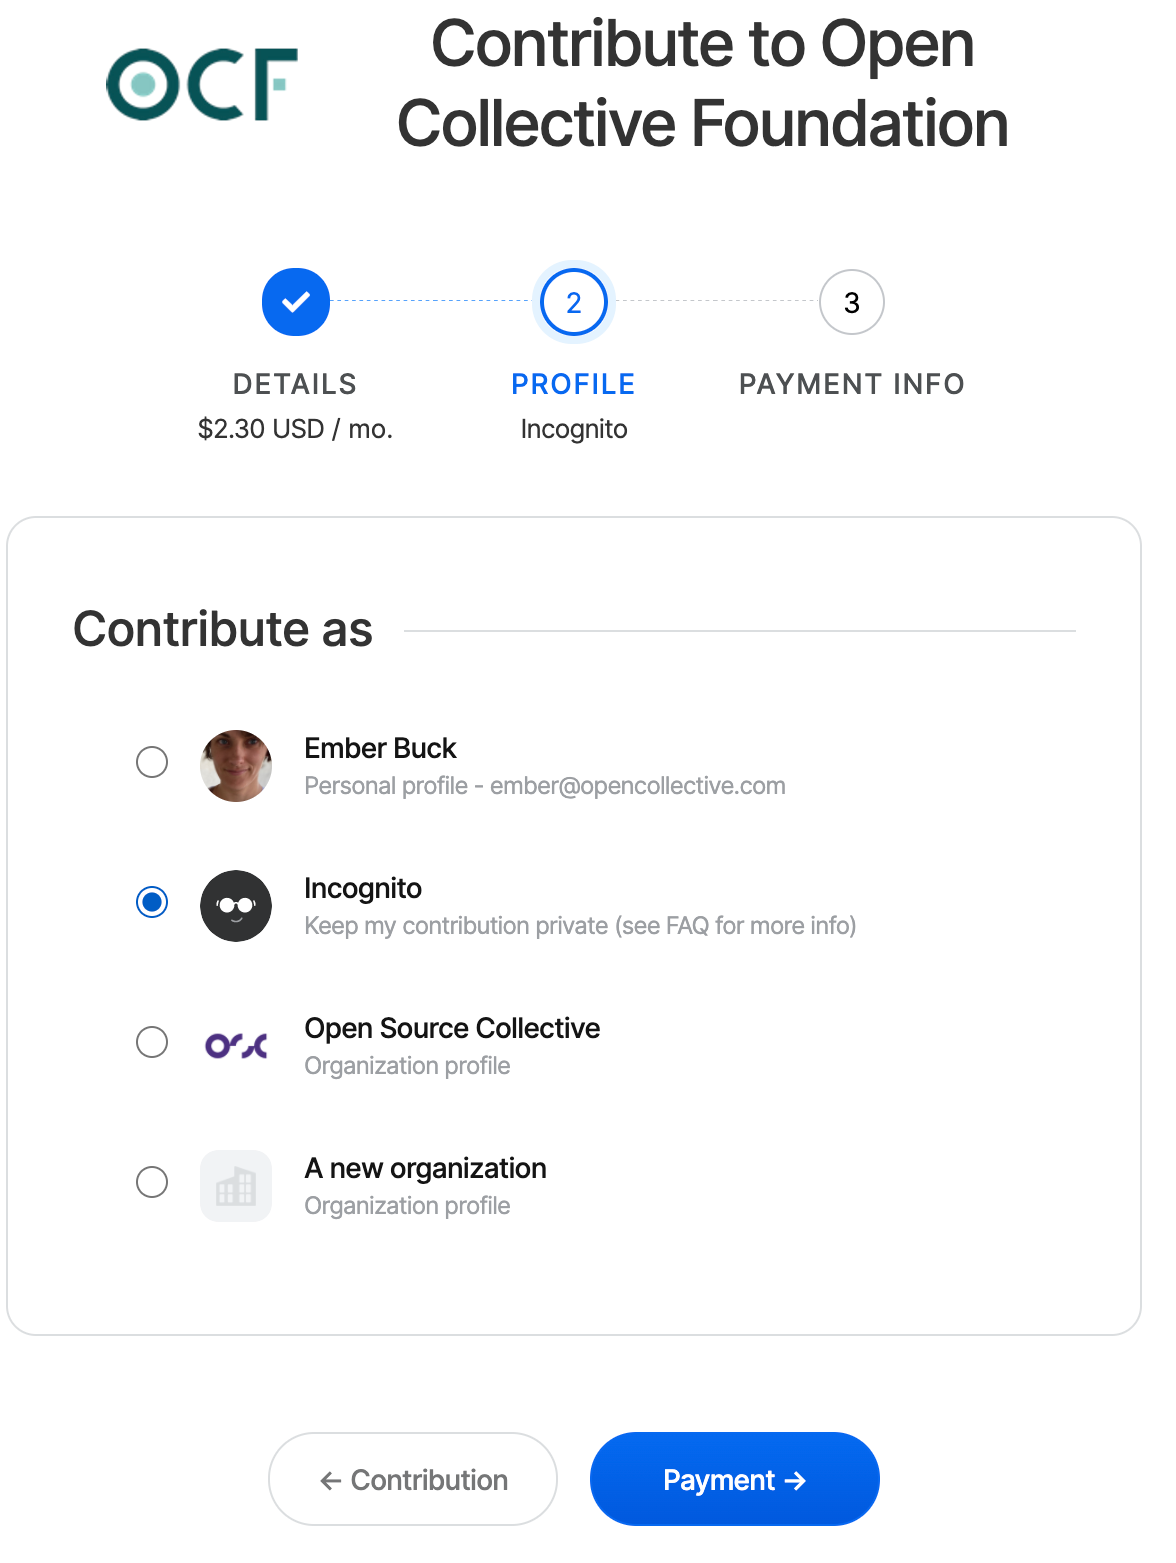 OCF
Contribute to Open
Collective Foundation
2
3
DETAILS
PROFILE
PAYMENT INFO
$2.30 USD / mo.
Incognito
Contribute as
Ember Buck
Personal profile - ember@opencollective.com
Incognito
Keep my contribution private (see FAQ for more info)
Open Source Collective
Organization profile
A new organization
Organization profile
← Contribution
Payment →